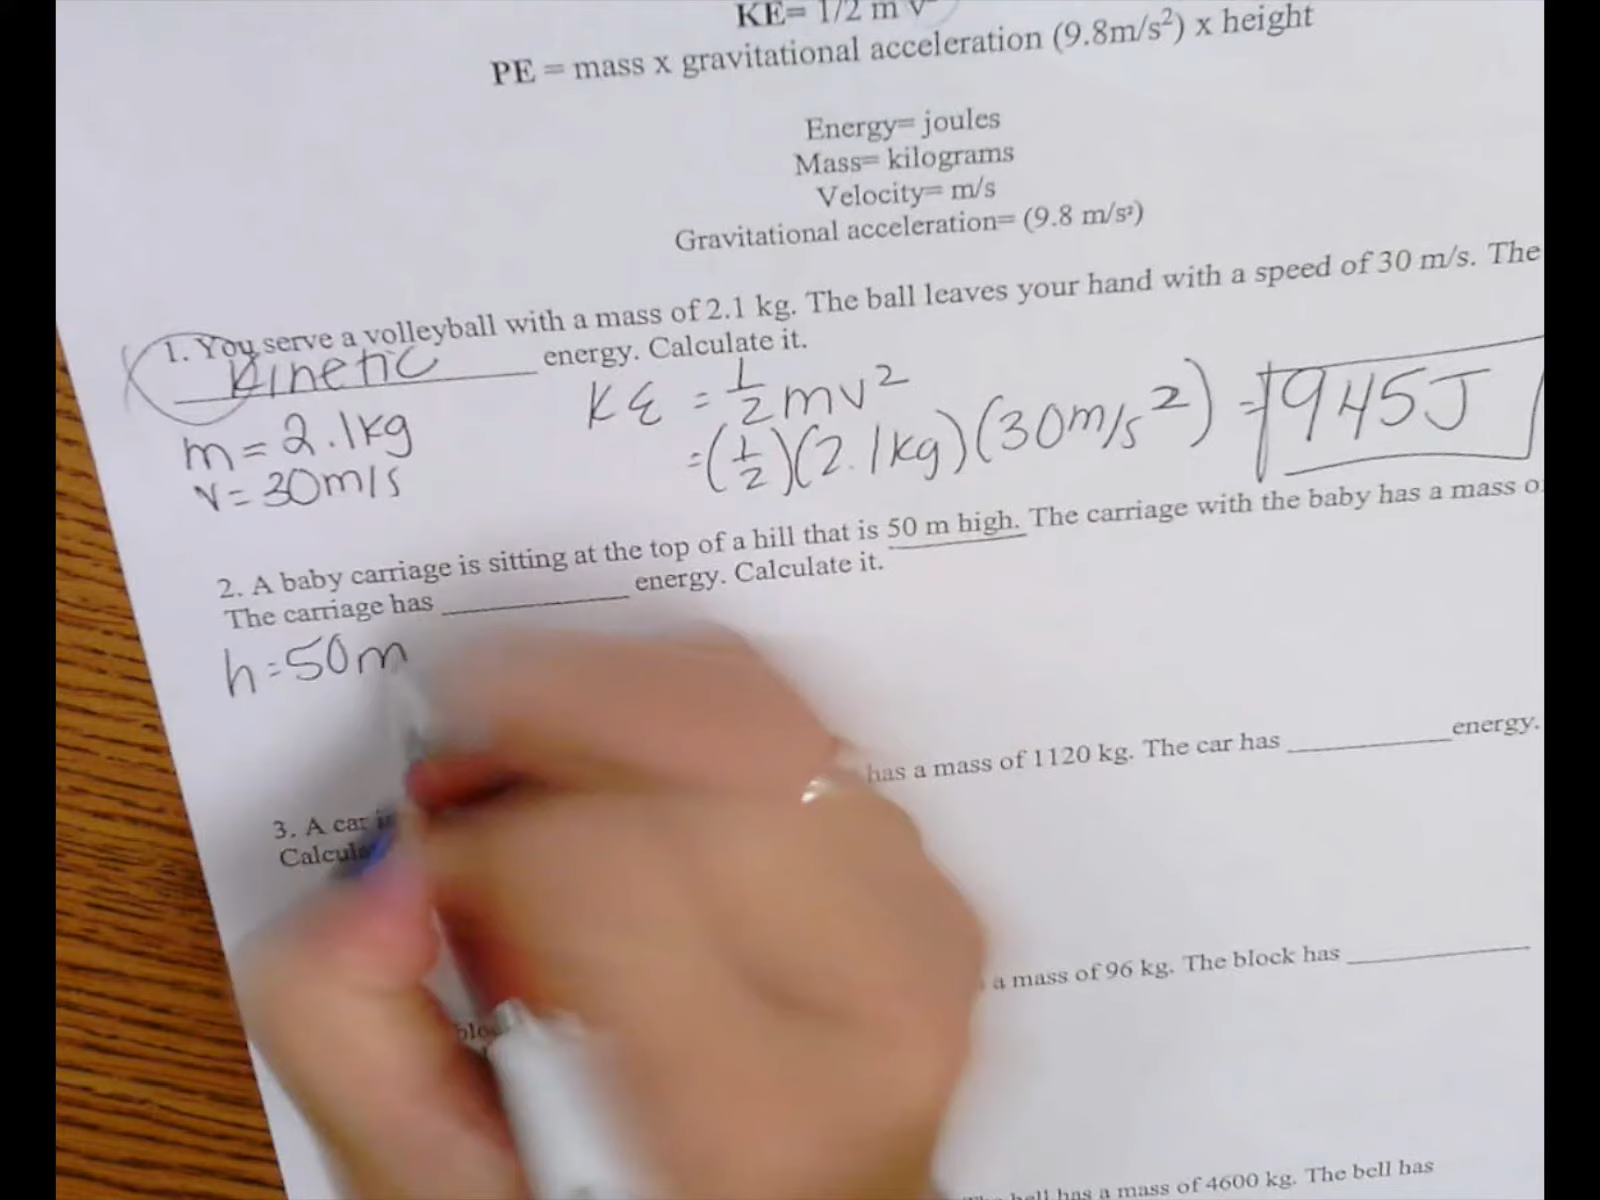 KE= 1/2 m v
PE = mass x gravitational acceleration (9.8m/s²) x height
Energy= joules
Mass= kilograms
Velocity= m/s
Gravitational acceleration= (9.8 m/s²)
1. You serve a volleyball with a mass of 2.1 kg. The ball leaves your hand with a speed of 30 m/s. The
Kinetic energy. Calculate it.
m = 2.1kg
v = 30m/s
KE = 1/2 mv²
= (1/2)(2.1kg)(30m/s²) = 945J
2. A baby carriage is sitting at the top of a hill that is 50 m high. The carriage with the baby has a mass o
The carriage has ____________ energy. Calculate it.
h = 50m
3. A car has a mass of 1120 kg. The car has ____________ energy.
a mass of 96 kg. The block has ____________
bell has a mass of 4600 kg. The bell has